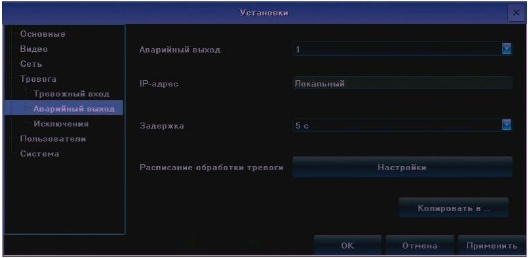 Установки
Основные
Видео
Сеть
Тревога
Тревожный вход
Аварийный выход
Исключения
Пользователи
Система
Аварийный выход 1
IP-адрес Локальный
Задержка 5 с
Расписание обработки тревоги Настройки
Копировать в ...
ОК Отмена Применить